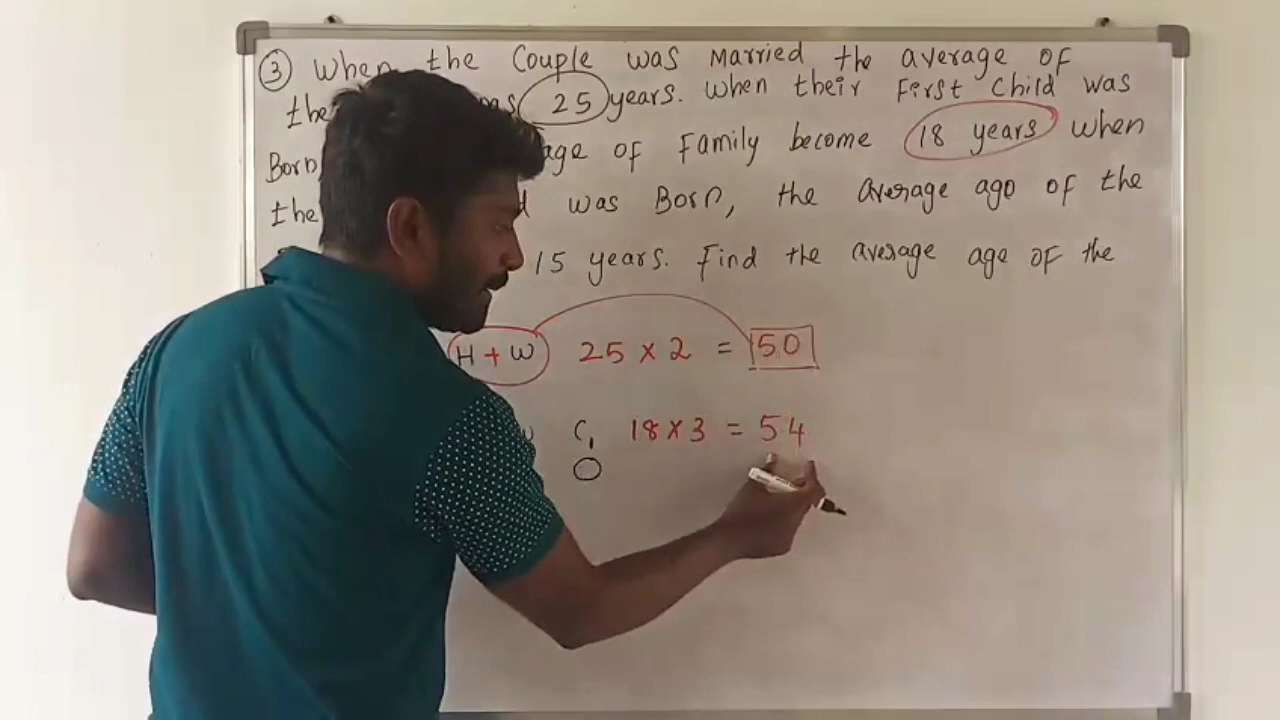 ③ When the Couple was Married the average of
the 25 years. when their First Child was
Born, age of Family become 18 years when
the was Born, the average age of the
15 years. Find the average age of the
H + W 25 × 2 = 50
C1 18 × 3 = 54
0